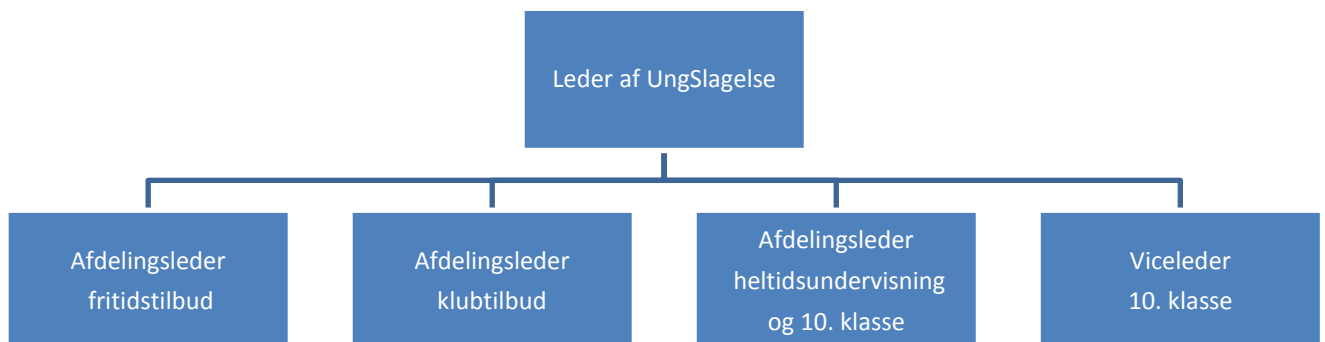 Leder af UngSlagelse
Afdelingsleder
fritidstilbud
Afdelingsleder
klubtilbud
Afdelingsleder
heltidsundervisning
og 10. klasse
Viceleder
10. klasse